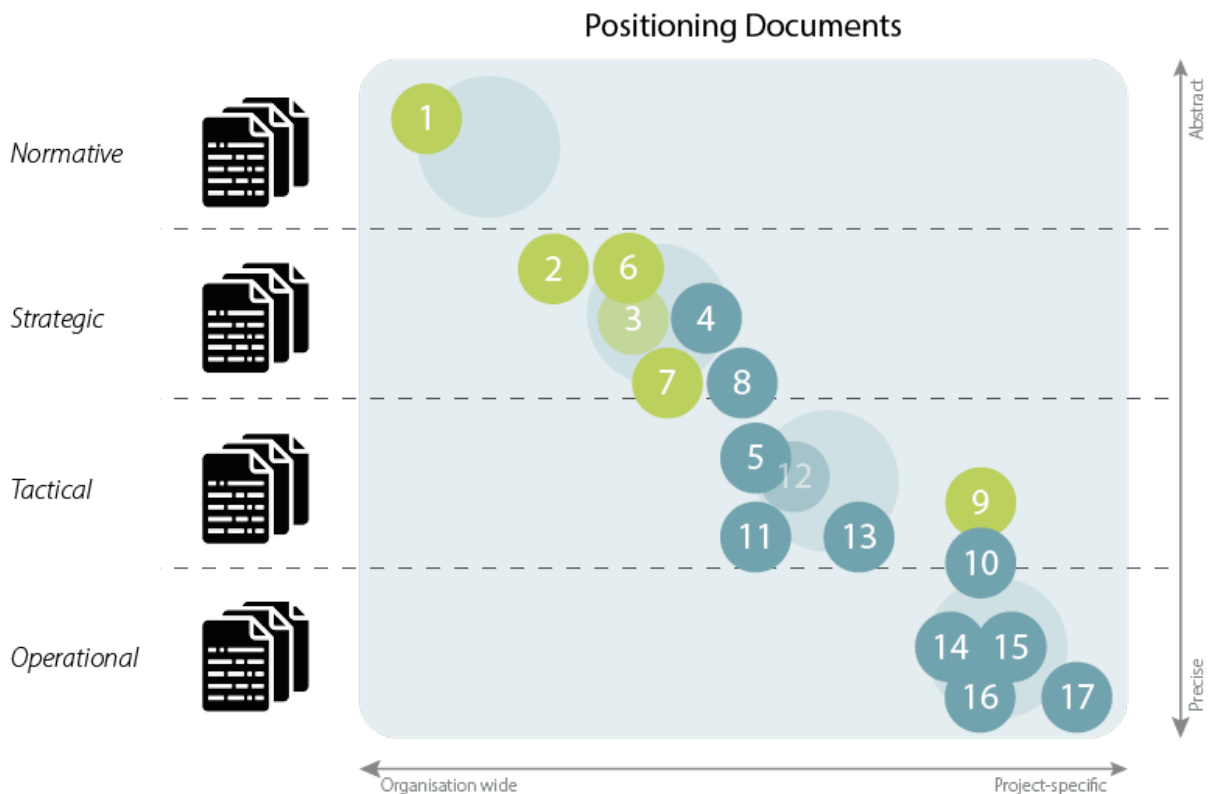 Positioning Documents
Abstract
Normative
1
2
6
Strategic
3
4
7
8
5
Tactical
12
9
11
13
10
Operational
14
15
16
17
Precise
Organisation wide
Project-specific